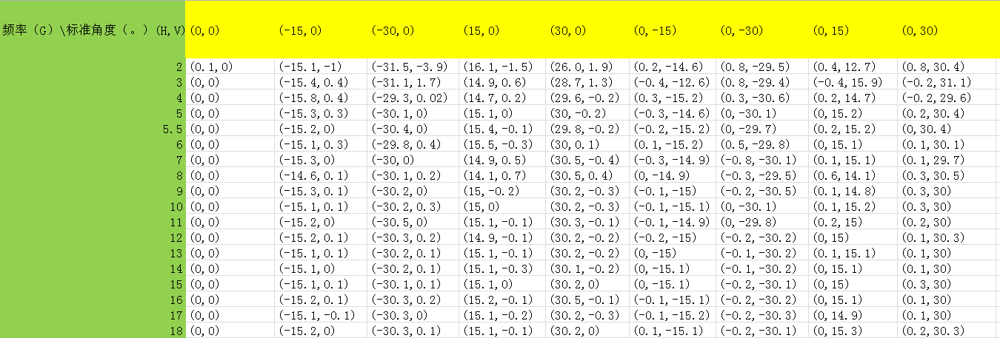 频率（G）\标准角度（。）(H,V) (0,0) (-15,0) (-30,0) (15,0) (30,0) (0,-15) (0,-30) (0,15) (0,30)
2 (0.1,0) (-15.1,-1) (-31.5,-3.9) (16.1,-1.5) (26.0,1.9) (0.2,-14.6) (0.8,-29.5) (0.4,12.7) (0.8,30.4)
3 (0,0) (-15.4,0.4) (-31.1,1.7) (14.9,0.6) (28.7,1.3) (-0.4,-12.6) (0.8,-29.4) (-0.4,15.9) (-0.2,31.1)
4 (0,0) (-15.8,0.4) (-29.3,0.02) (14.7,0.2) (29.6,-0.2) (0.3,-15.2) (0.3,-30.6) (0.2,14.7) (-0.2,29.6)
5 (0,0) (-15.3,0.3) (-30.1,0) (15.1,0) (30,-0.2) (-0.3,-14.6) (0,-30.1) (0,15.2) (0.2,30.4)
5.5 (0,0) (-15.2,0) (-30.4,0) (15.4,-0.1) (29.8,-0.2) (-0.2,-15.2) (0,-29.7) (0.2,15.2) (0,30.4)
6 (0,0) (-15.1,0.3) (-29.8,0.4) (15.5,-0.3) (30,0.1) (0.1,-15.2) (0.5,-29.8) (0,15.1) (0.1,30.1)
7 (0,0) (-15.3,0) (-30,0) (14.9,0.5) (30.5,-0.4) (-0.3,-14.9) (-0.8,-30.1) (0.1,15.1) (0.1,29.7)
8 (0,0) (-14.6,0.1) (-30.1,0.2) (14.1,0.7) (30.5,0.4) (0,-14.9) (-0.3,-29.5) (0.6,14.1) (0.3,30.5)
9 (0,0) (-15.3,0.1) (-30.2,0) (15,-0.2) (30.2,-0.3) (-0.1,-15) (-0.2,-30.5) (0.1,14.8) (0.3,30)
10 (0,0) (-15.1,0.1) (-30.2,0.3) (15,0) (30.2,-0.3) (-0.1,-15.1) (0,-30.1) (0.1,15.2) (0.3,30)
11 (0,0) (-15.2,0) (-30.5,0) (15.1,-0.1) (30.3,-0.1) (-0.1,-14.9) (0,-29.8) (0.2,15) (0.2,30)
12 (0,0) (-15.2,0.1) (-30.3,0.2) (14.9,-0.1) (30.2,-0.2) (-0.2,-15) (-0.2,-30.2) (0,15) (0.1,30.3)
13 (0,0) (-15.1,0.1) (-30.2,0.1) (15.1,-0.1) (30.2,-0.2) (0,-15) (-0.1,-30.2) (0.1,15.1) (0.1,30)
14 (0,0) (-15.1,0) (-30.2,0.1) (15.1,-0.3) (30.1,-0.2) (0,-15.1) (-0.1,-30.2) (0,15.1) (0.1,30)
15 (0,0) (-15.1,0.1) (-30.1,0.1) (15.1,0) (30.2,0) (0,-15.1) (-0.2,-30.1) (0,15) (0.3,30)
16 (0,0) (-15.2,0.1) (-30.3,0.2) (15.2,-0.1) (30.5,-0.1) (-0.1,-15.1) (-0.2,-30.2) (0,15.1) (0.1,30)
17 (0,0) (-15.1,-0.1) (-30.3,0) (15.1,-0.2) (30.2,-0.3) (-0.1,-15.2) (-0.2,-30.3) (0,14.9) (0.1,30)
18 (0,0) (-15.2,0) (-30.3,0.1) (15.1,-0.1) (30.2,0) (0.1,-15.1) (-0.2,-30.1) (0,15.3) (0.2,30.3)